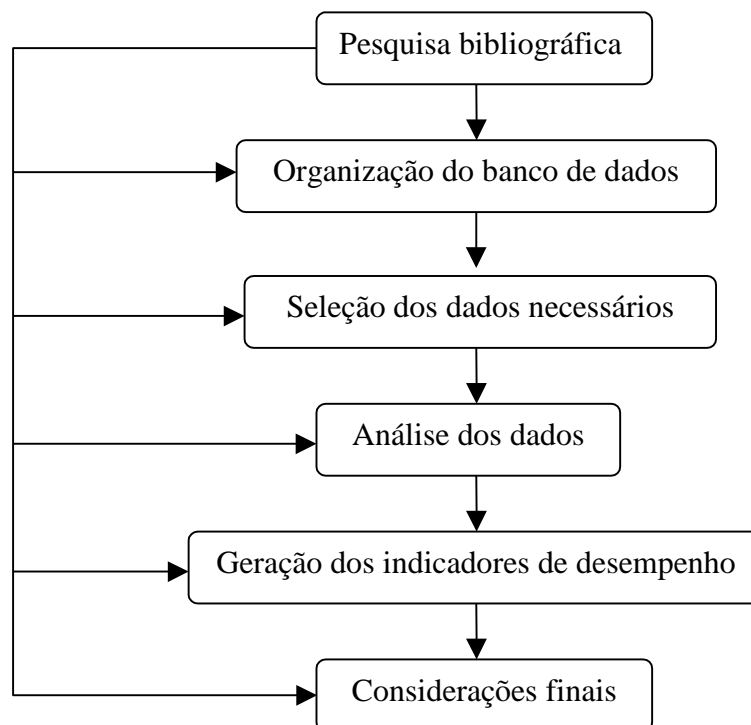 Pesquisa bibliográfica
Organização do banco de dados
Seleção dos dados necessários
Análise dos dados
Geração dos indicadores de desempenho
Considerações finais